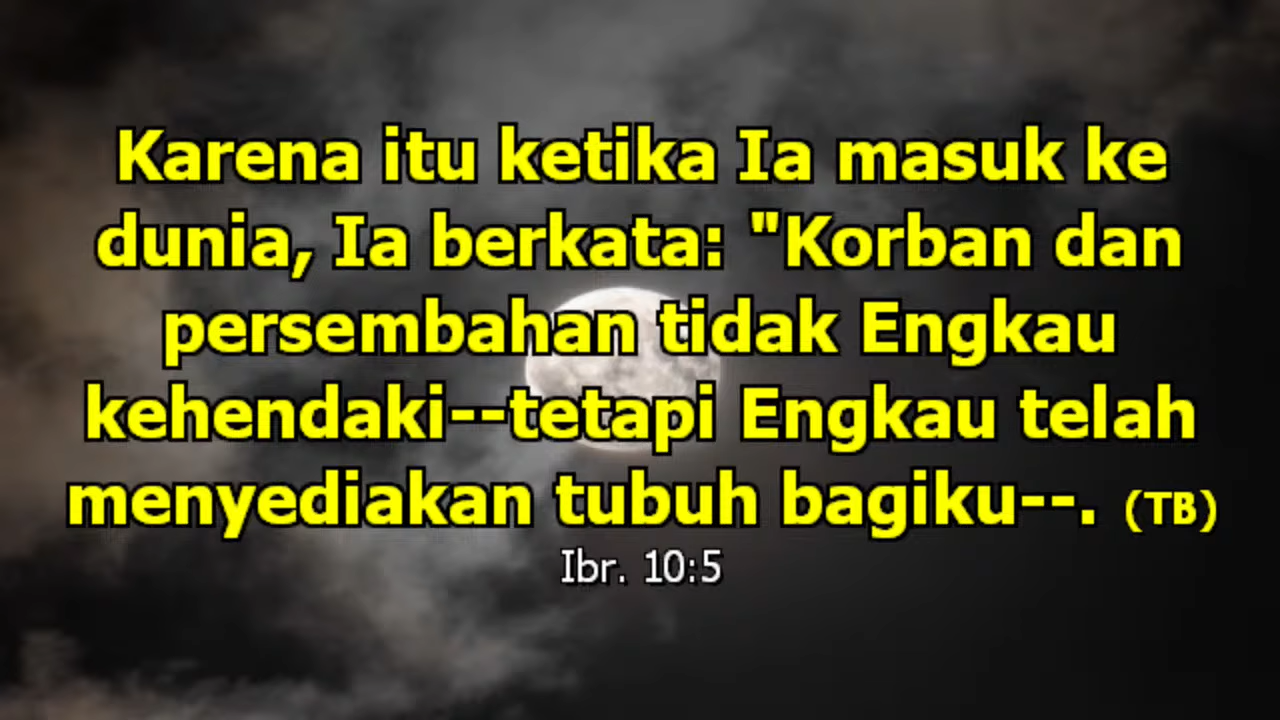 Karena itu ketika Ia masuk ke
dunia, Ia berkata: "Korban dan
persembahan tidak Engkau
kehendaki--tetapi Engkau telah
menyediakan tubuh bagiku--. (TB)
Ibr. 10:5